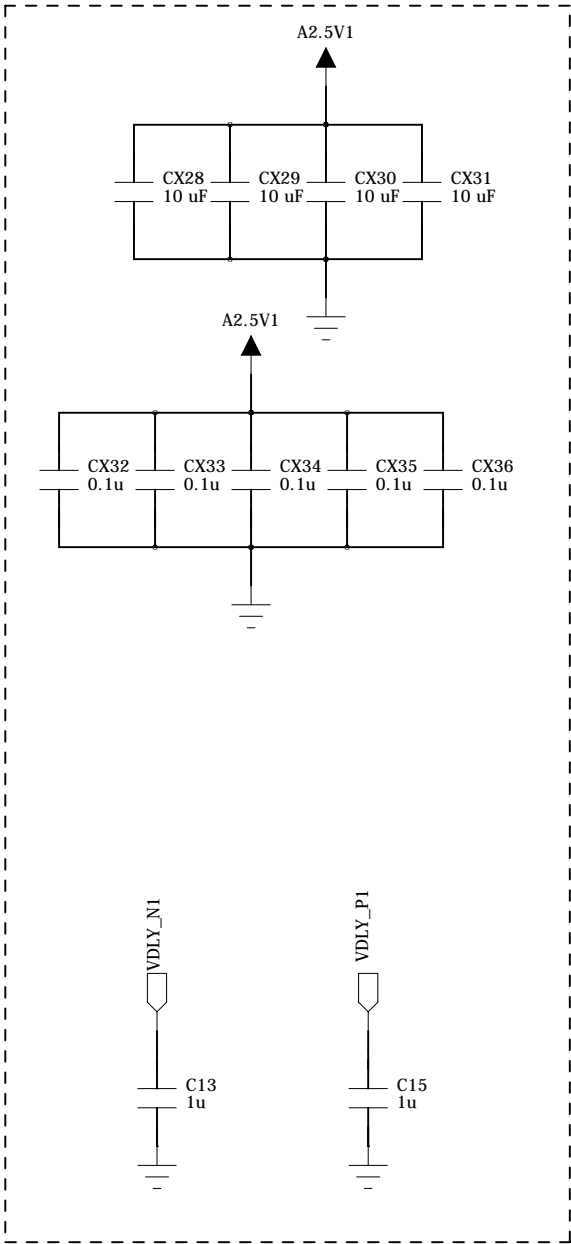 A2.5V1
CX28 CX29 CX30 CX31
10 uF 10 uF 10 uF 10 uF
A2.5V1
CX32 CX33 CX34 CX35 CX36
0.1u 0.1u 0.1u 0.1u 0.1u
VDLY_N1
VDLY_P1
C13 C15
1u 1u